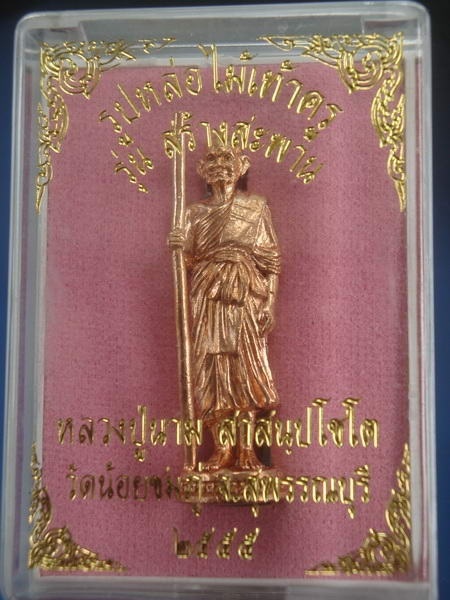 รูปหล่อไม้เท้าครู
รุ่น สร้างสะพาน
หลวงปู่นาม
วัดน้อยชมภู่ สุพรรณบุรี
๒๕๕๕